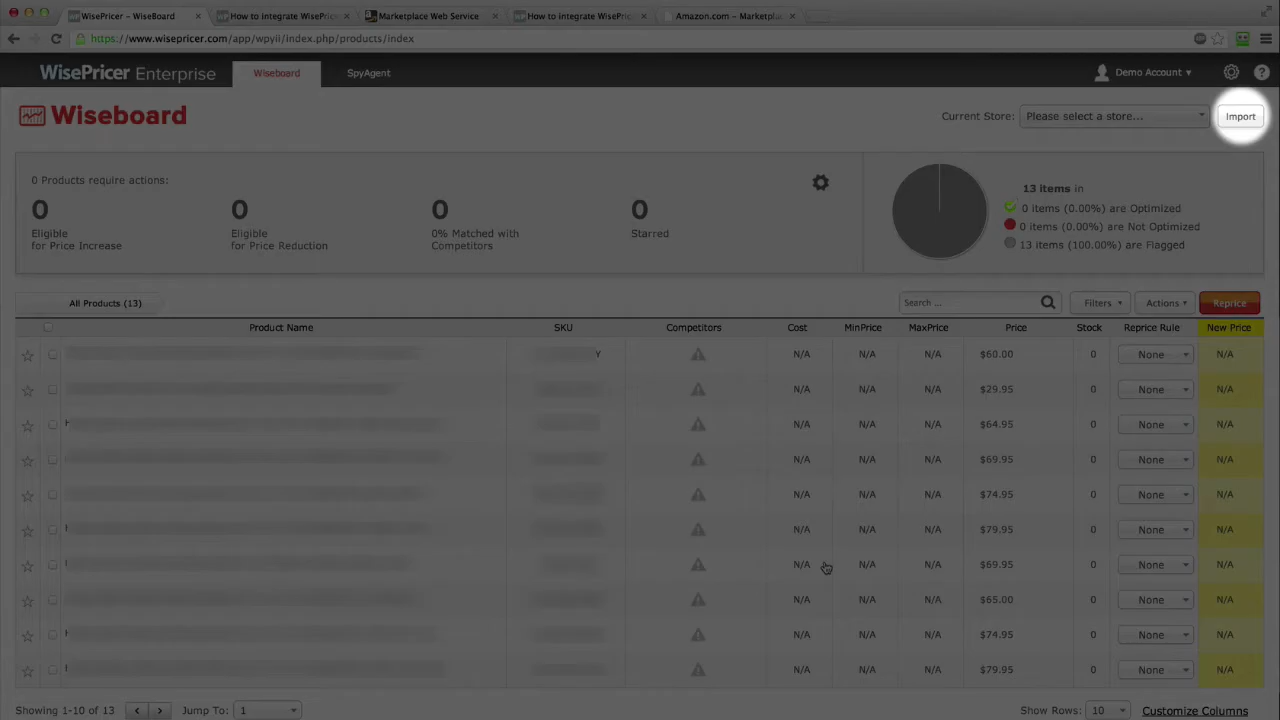 WisePricer – WiseBoard
How to integrate WisePric
Marketplace Web Service
How to integrate WisePric
Amazon.com – Marketpla
https://www.wisepricer.com/app/wpyii/index.php/products/index
WisePricer Enterprise
Wiseboard
SpyAgent
Demo Account
Wiseboard
Current Store:
Please select a store...
Import
0 Products require actions:
0
0
0
0
Eligible
for Price Increase
Eligible
for Price Reduction
0% Matched with
Competitors
Starred
13 items in
0 items (0.00%) are Optimized
0 items (0.00%) are Not Optimized
13 items (100.00%) are Flagged
All Products (13)
Search ...
Filters
Actions
Reprice
Product Name SKU Competitors Cost MinPrice MaxPrice Price Stock Reprice Rule New Price
Y N/A N/A N/A $60.00 0 None N/A
N/A N/A N/A $29.95 0 None N/A
N/A N/A N/A $64.95 0 None N/A
N/A N/A N/A $69.95 0 None N/A
N/A N/A N/A $74.95 0 None N/A
N/A N/A N/A $79.95 0 None N/A
N/A N/A N/A $69.95 0 None N/A
N/A N/A N/A $65.00 0 None N/A
N/A N/A N/A $74.95 0 None N/A
N/A N/A N/A $79.95 0 None N/A
Showing 1-10 of 13
Jump To: 1
Show Rows: 10
Customize Columns